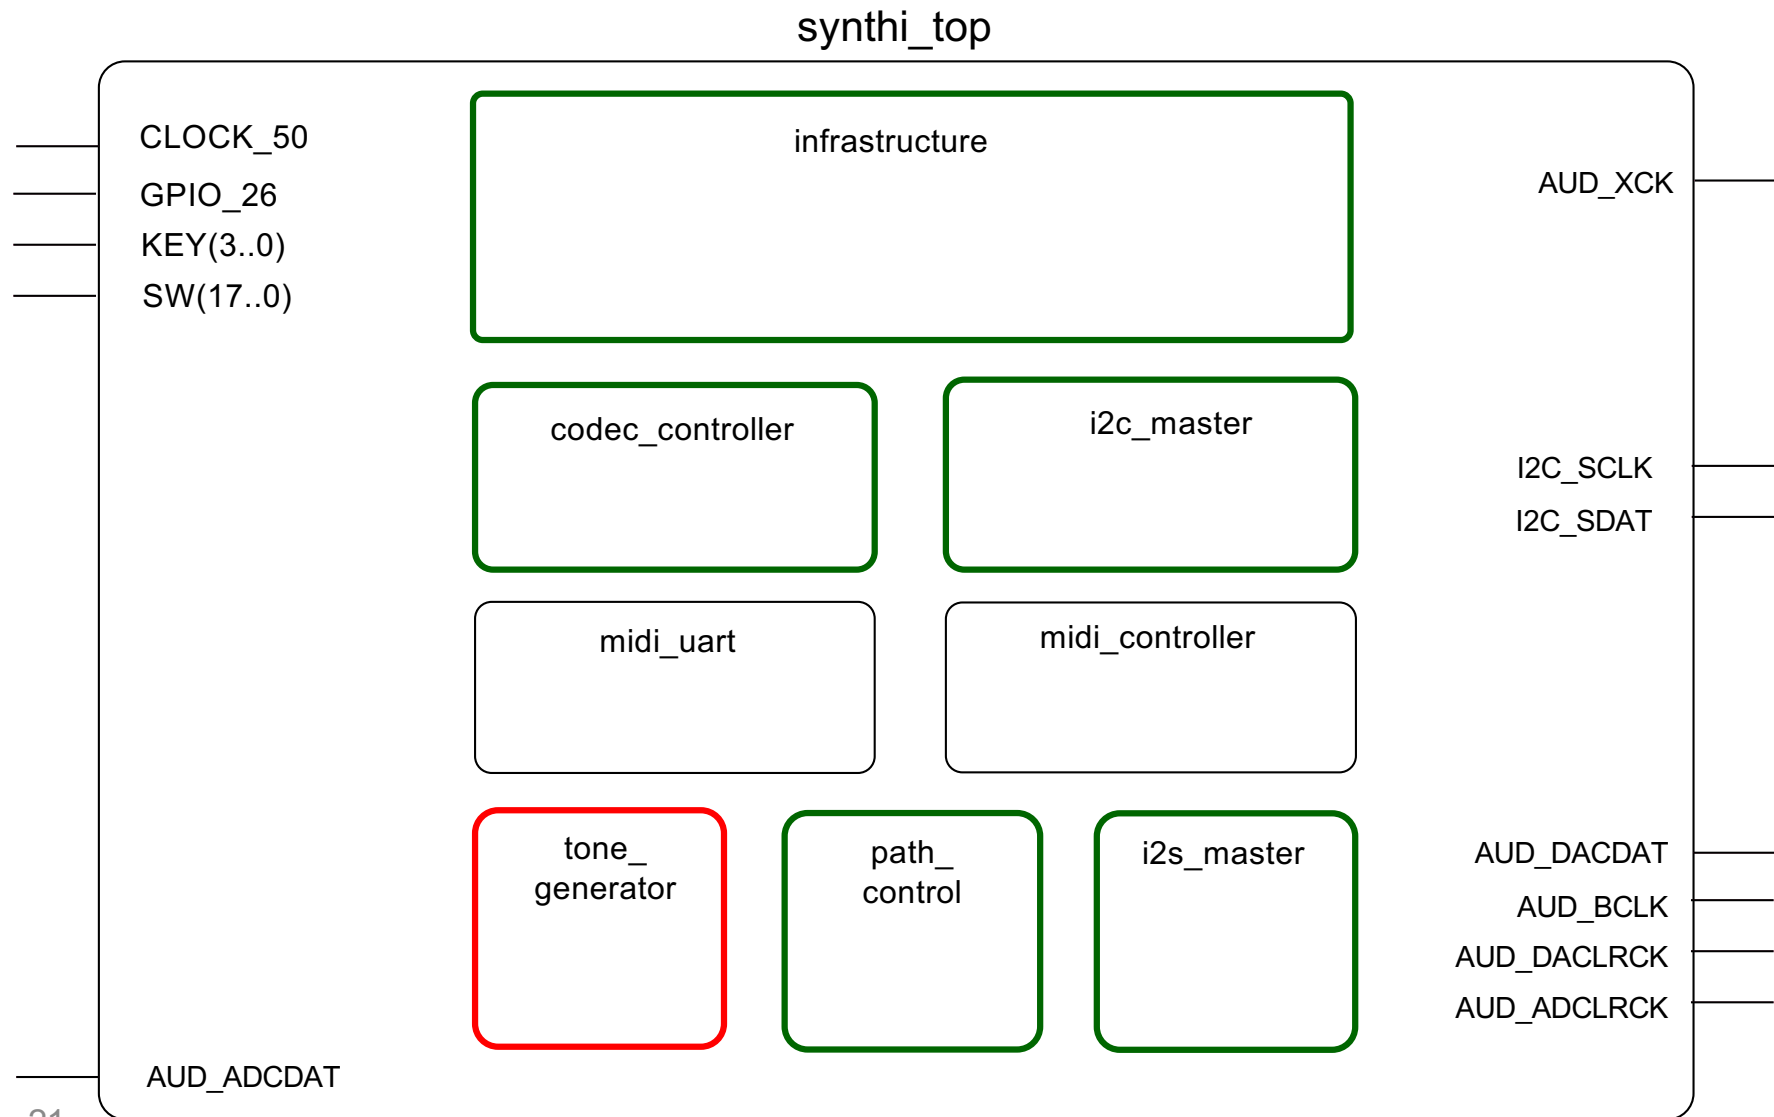 synthi_top
CLOCK_50
GPIO_26
KEY(3..0)
SW(17..0)
infrastructure
AUD_XCK
codec_controller
i2c_master
I2C_SCLK
I2C_SDAT
midi_uart
midi_controller
tone_
generator
path_
control
i2s_master
AUD_DACDAT
AUD_BCLK
AUD_DACLRCK
AUD_ADCLRCK
AUD_ADCDAT